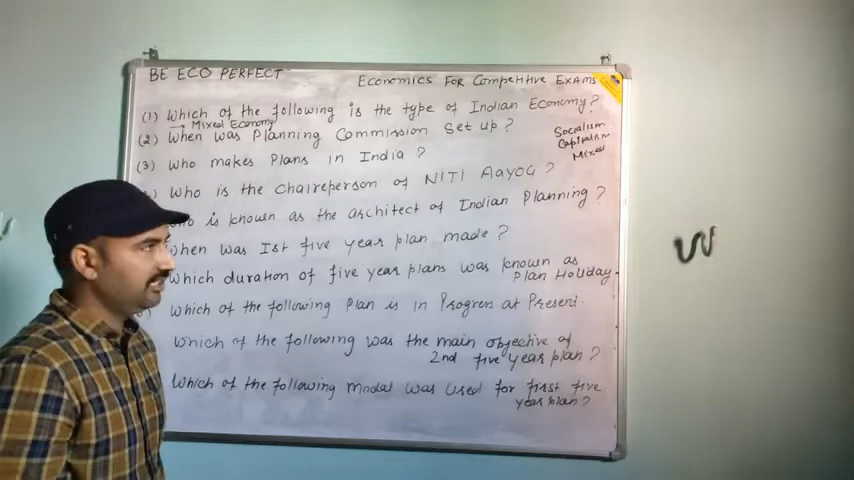 BE ECO PERFECT
Economics For Competitive Exams
(1) Which of the following is the type of Indian Economy?
→ Mixed Economy
(2) When was Planning Commission Set up?
Socialism
Capitalism
Mixed
(3) Who makes Plans in India?
Who is the Chaireperson of NITI Aayog?
Who is known as the architect of Indian Planning?
When was Ist five year plan made?
Which duration of five year plans was known as
Plan Holiday.
Which of the following Plan is in Progress at Present.
Which of the following was the main objective of
2nd five year plan?
Which of the following modal was used for first five
year plan?